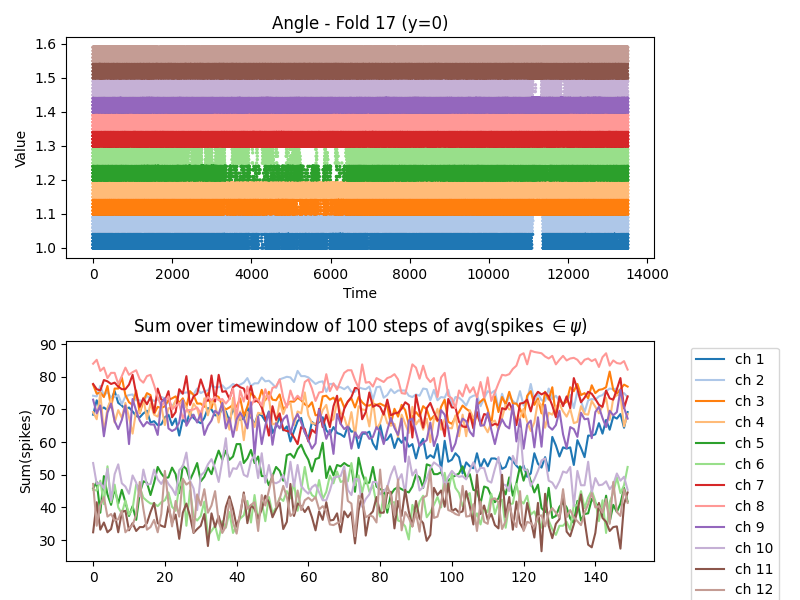 Angle - Fold 17 (y=0)
Value
1.6
1.5
1.4
1.3
1.2
1.1
1.0
0 2000 4000 6000 8000 10000 12000 14000
Time
Sum over timewindow of 100 steps of avg(spikes ∈ψ)
Sum(spikes)
90
80
70
60
50
40
30
0 20 40 60 80 100 120 140
ch 1
ch 2
ch 3
ch 4
ch 5
ch 6
ch 7
ch 8
ch 9
ch 10
ch 11
ch 12